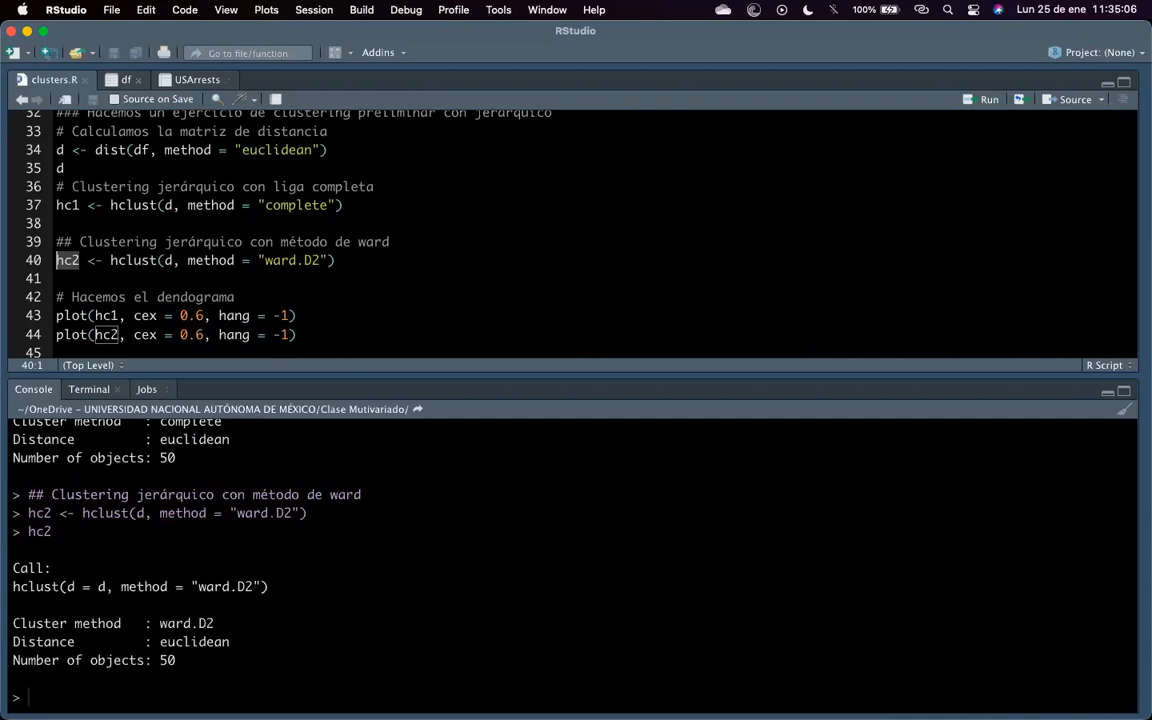 RStudio File Edit Code View Plots Session Build Debug Profile Tools Window Help 100% Lun 25 de ene 11:35:06
RStudio
Go to file/function Addins Project: (None)
clusters.R df USArrests
Source on Save Run Source
32 ### Hacemos un ejercicio de clustering preliminar con jerárquico
33 # Calculamos la matriz de distancia
34 d <- dist(df, method = "euclidean")
35 d
36 # Clustering jerárquico con liga completa
37 hc1 <- hclust(d, method = "complete")
38
39 ## Clustering jerárquico con método de ward
40 hc2 <- hclust(d, method = "ward.D2")
41
42 # Hacemos el dendograma
43 plot(hc1, cex = 0.6, hang = -1)
44 plot(hc2, cex = 0.6, hang = -1)
45
40:1 (Top Level) R Script
Console Terminal Jobs
~/OneDrive - UNIVERSIDAD NACIONAL AUTÓNOMA DE MÉXICO/Clase Mutivariado/
Cluster method : complete
Distance : euclidean
Number of objects: 50
> ## Clustering jerárquico con método de ward
> hc2 <- hclust(d, method = "ward.D2")
> hc2
Call:
hclust(d = d, method = "ward.D2")
Cluster method : ward.D2
Distance : euclidean
Number of objects: 50
>